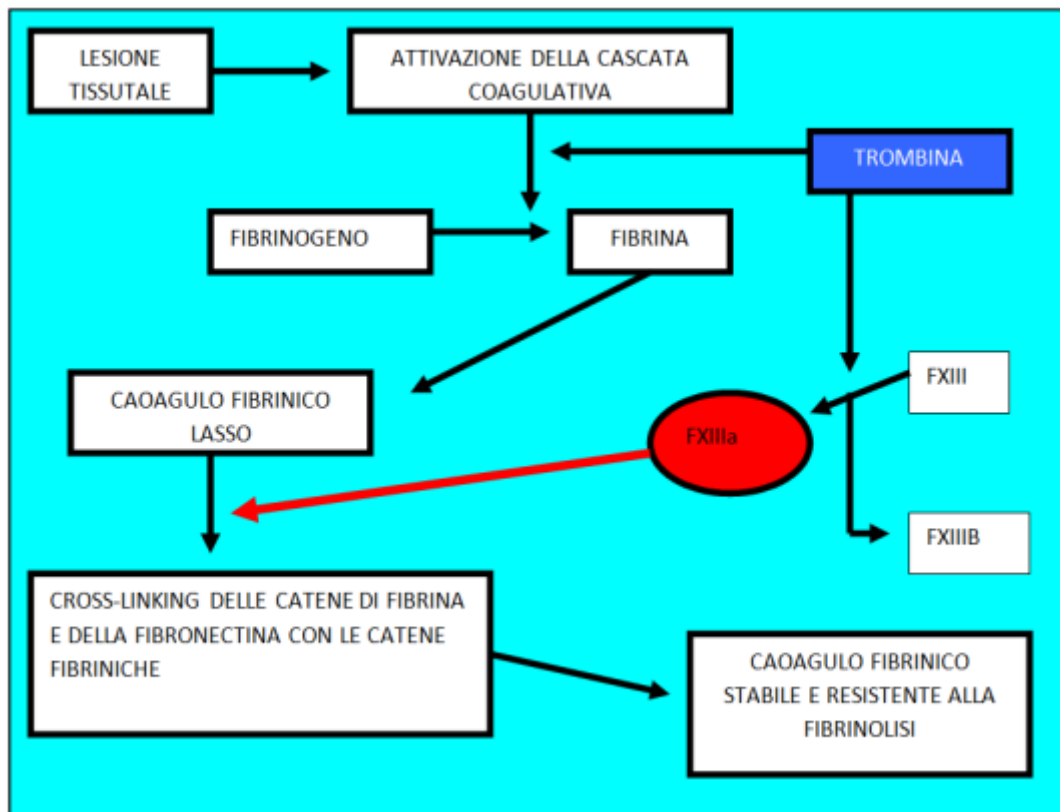 LESIONE
TISSUTALE
ATTIVAZIONE DELLA CASCATA
COAGULATIVA
TROMBINA
FIBRINOGENO
FIBRINA
CAOAGULO FIBRINICO
LASSO
FXIII
FXIIIa
FXIIIB
CROSS-LINKING DELLE CATENE DI FIBRINA
E DELLA FIBRONECTINA CON LE CATENE
FIBRINICHE
CAOAGULO FIBRINICO
STABILE E RESISTENTE ALLA
FIBRINOLISI